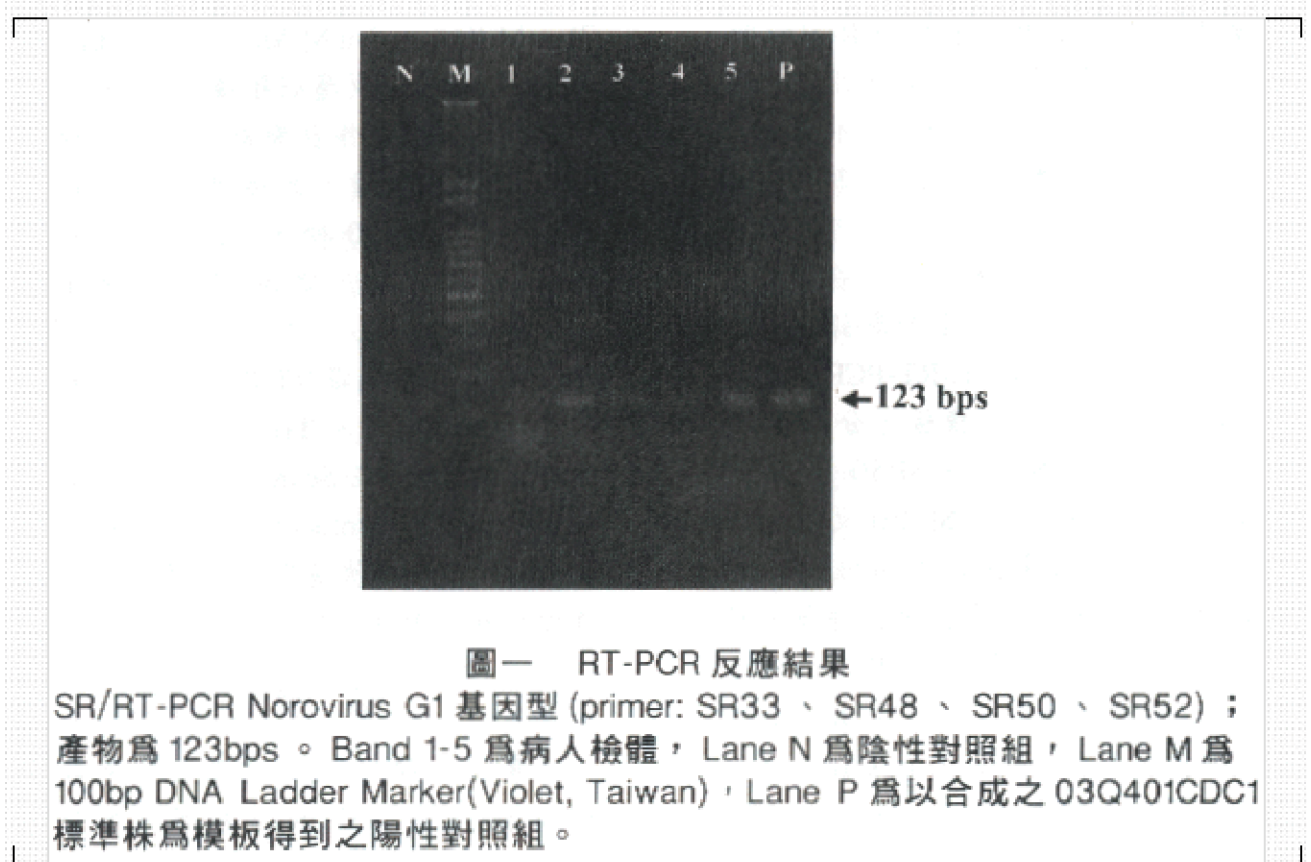 N M 1 2 3 4 5 P
←123 bps
圖一 RT-PCR 反應結果
SR/RT-PCR Norovirus G1 基因型 (primer: SR33 、 SR48 、 SR50 、 SR52) ;
產物爲 123bps 。 Band 1-5 爲病人檢體, Lane N 爲陰性對照組, Lane M 爲
100bp DNA Ladder Marker(Violet, Taiwan) , Lane P 爲以合成之 03Q401CDC1
標準株爲模板得到之陽性對照組。